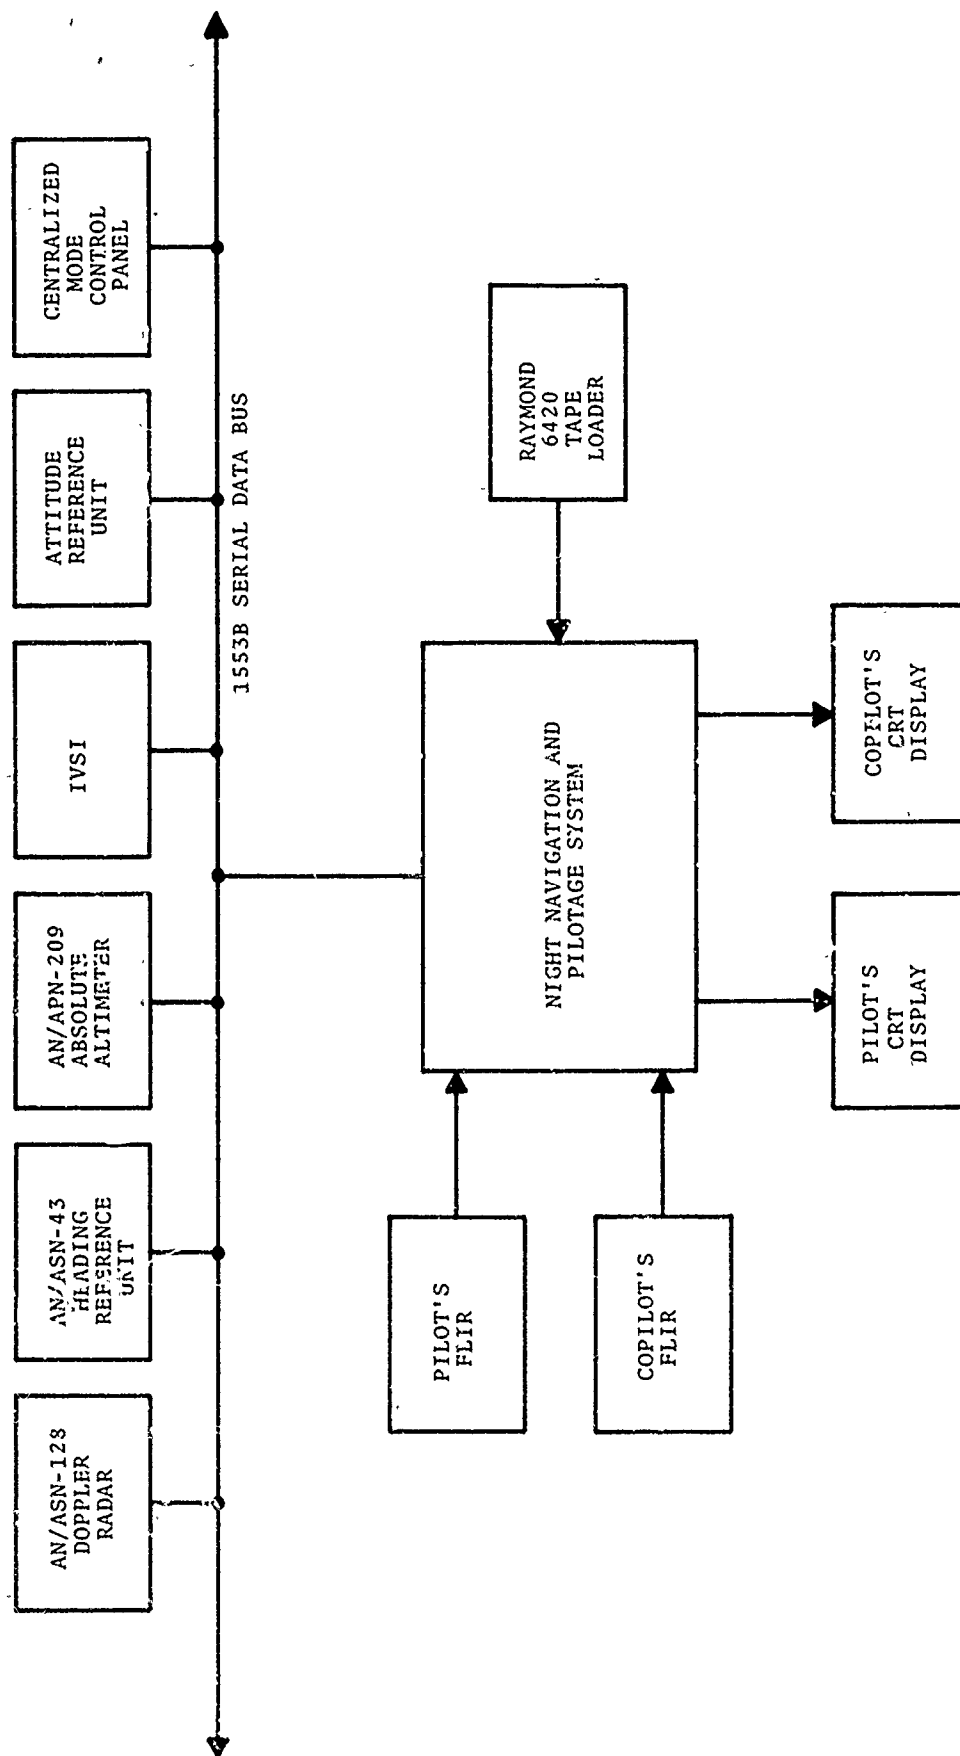 AN/ASN-128
DOPPLER
RADAR
AN/ASN-43
HEADING
REFERENCE
UNIT
AN/APN-209
ABSOLUTE
ALTIMETER
IVSI
ATTITUDE
REFERENCE
UNIT
CENTRALIZED
MODE
CONTROL
PANEL
1553B SERIAL DATA BUS
PILOT'S
FLIR
COPILOT'S
FLIR
NIGHT NAVIGATION AND
PILOTAGE SYSTEM
RAYMOND
6420
TAPE
LOADER
PILOT'S
CRT
DISPLAY
COPILOT'S
CRT
DISPLAY